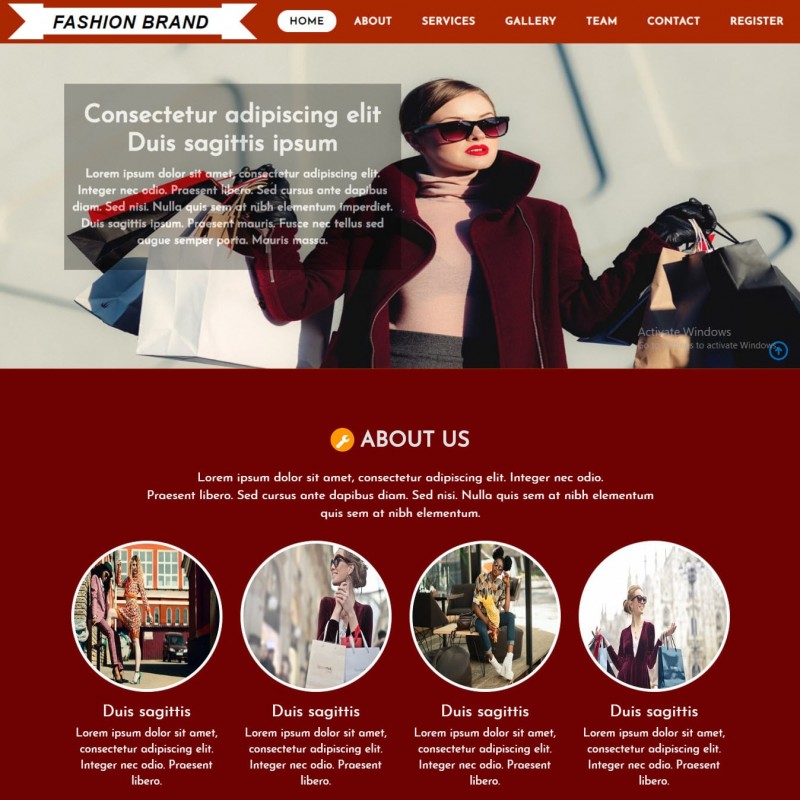 FASHION BRAND
HOME ABOUT SERVICES GALLERY TEAM CONTACT REGISTER
Consectetur adipiscing elit
Duis sagittis ipsum
Lorem ipsum dolor sit amet, consectetur adipiscing elit.
Integer nec odio. Praesent libero. Sed cursus ante dapibus
diam. Sed nisi. Nulla quis sem at nibh elementum imperdiet.
Duis sagittis ipsum. Praesent mauris. Fusce nec tellus sed
augue semper porta. Mauris massa.
Activate Windows
Go to to activate Windows.
ABOUT US
Lorem ipsum dolor sit amet, consectetur adipiscing elit. Integer nec odio.
Praesent libero. Sed cursus ante dapibus diam. Sed nisi. Nulla quis sem at nibh elementum
quis sem at nibh elementum.
Duis sagittis
Lorem ipsum dolor sit amet,
consectetur adipiscing elit.
Integer nec odio. Praesent
libero.
Duis sagittis
Lorem ipsum dolor sit amet,
consectetur adipiscing elit.
Integer nec odio. Praesent
libero.
Duis sagittis
Lorem ipsum dolor sit amet,
consectetur adipiscing elit.
Integer nec odio. Praesent
libero.
Duis sagittis
Lorem ipsum dolor sit amet,
consectetur adipiscing elit.
Integer nec odio. Praesent
libero.